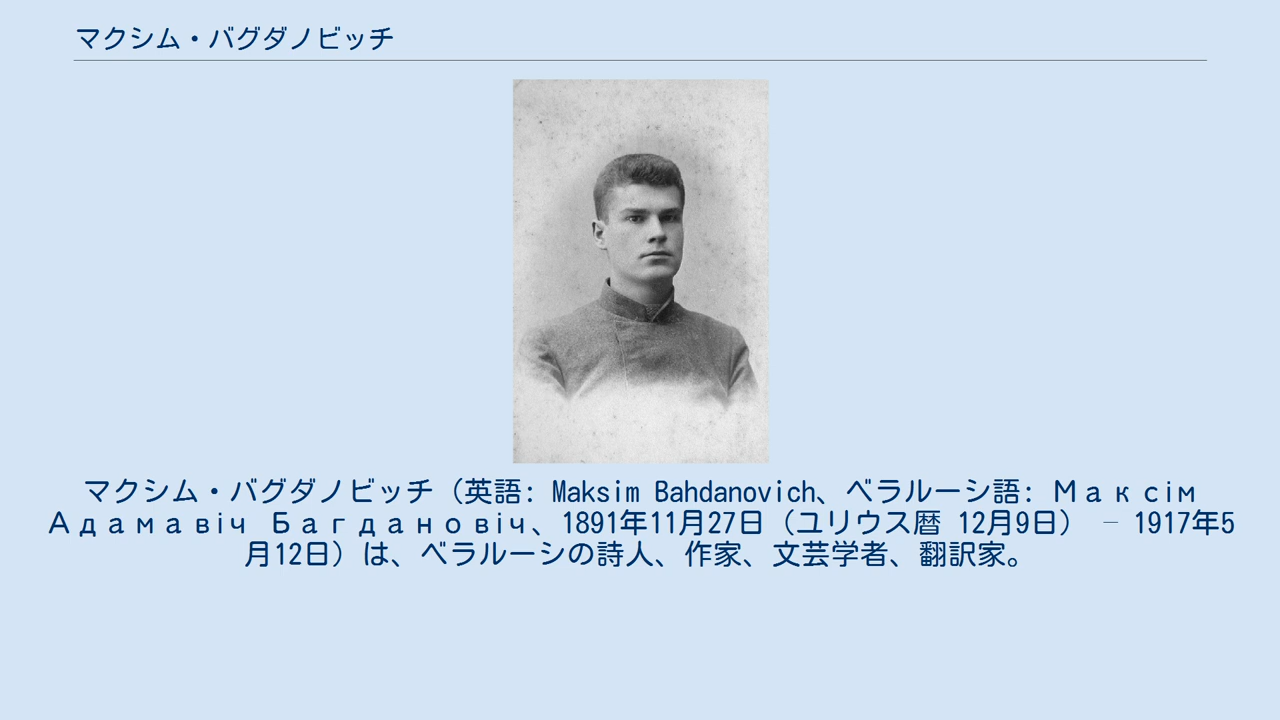 マクシム・バグダノビッチ
マクシム・バグダノビッチ（英語: Maksim Bahdanovich、ベラルーシ語: Максім
Адамавіч Багдановіч、1891年11月27日（ユリウス暦 12月9日） – 1917年5
月12日）は、ベラルーシの詩人、作家、文芸学者、翻訳家。